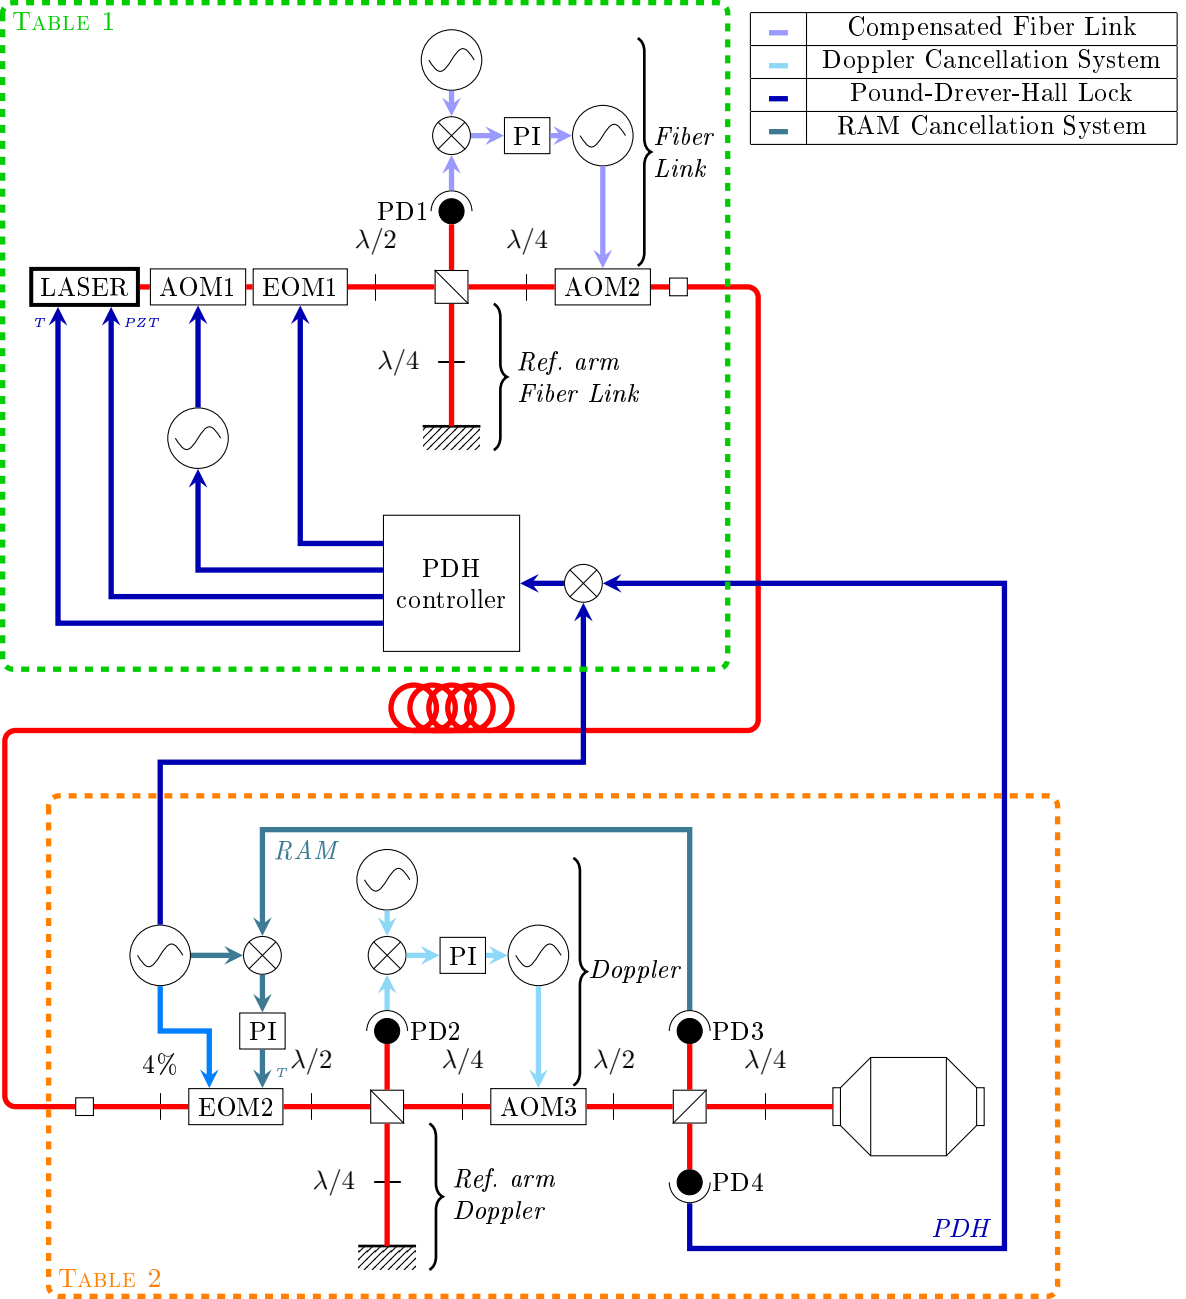 TABLE 1
Compensated Fiber Link
Doppler Cancellation System
Pound-Drever-Hall Lock
RAM Cancellation System
PI
Fiber
Link
PD1
λ/2
λ/4
LASER
AOM1
EOM1
AOM2
T
PZT
λ/4
Ref. arm
Fiber Link
PDH
controller
RAM
PI
Doppler
PI
PD2
PD3
4%
λ/2
λ/4
λ/2
λ/4
T
EOM2
AOM3
λ/4
Ref. arm
Doppler
PD4
PDH
TABLE 2